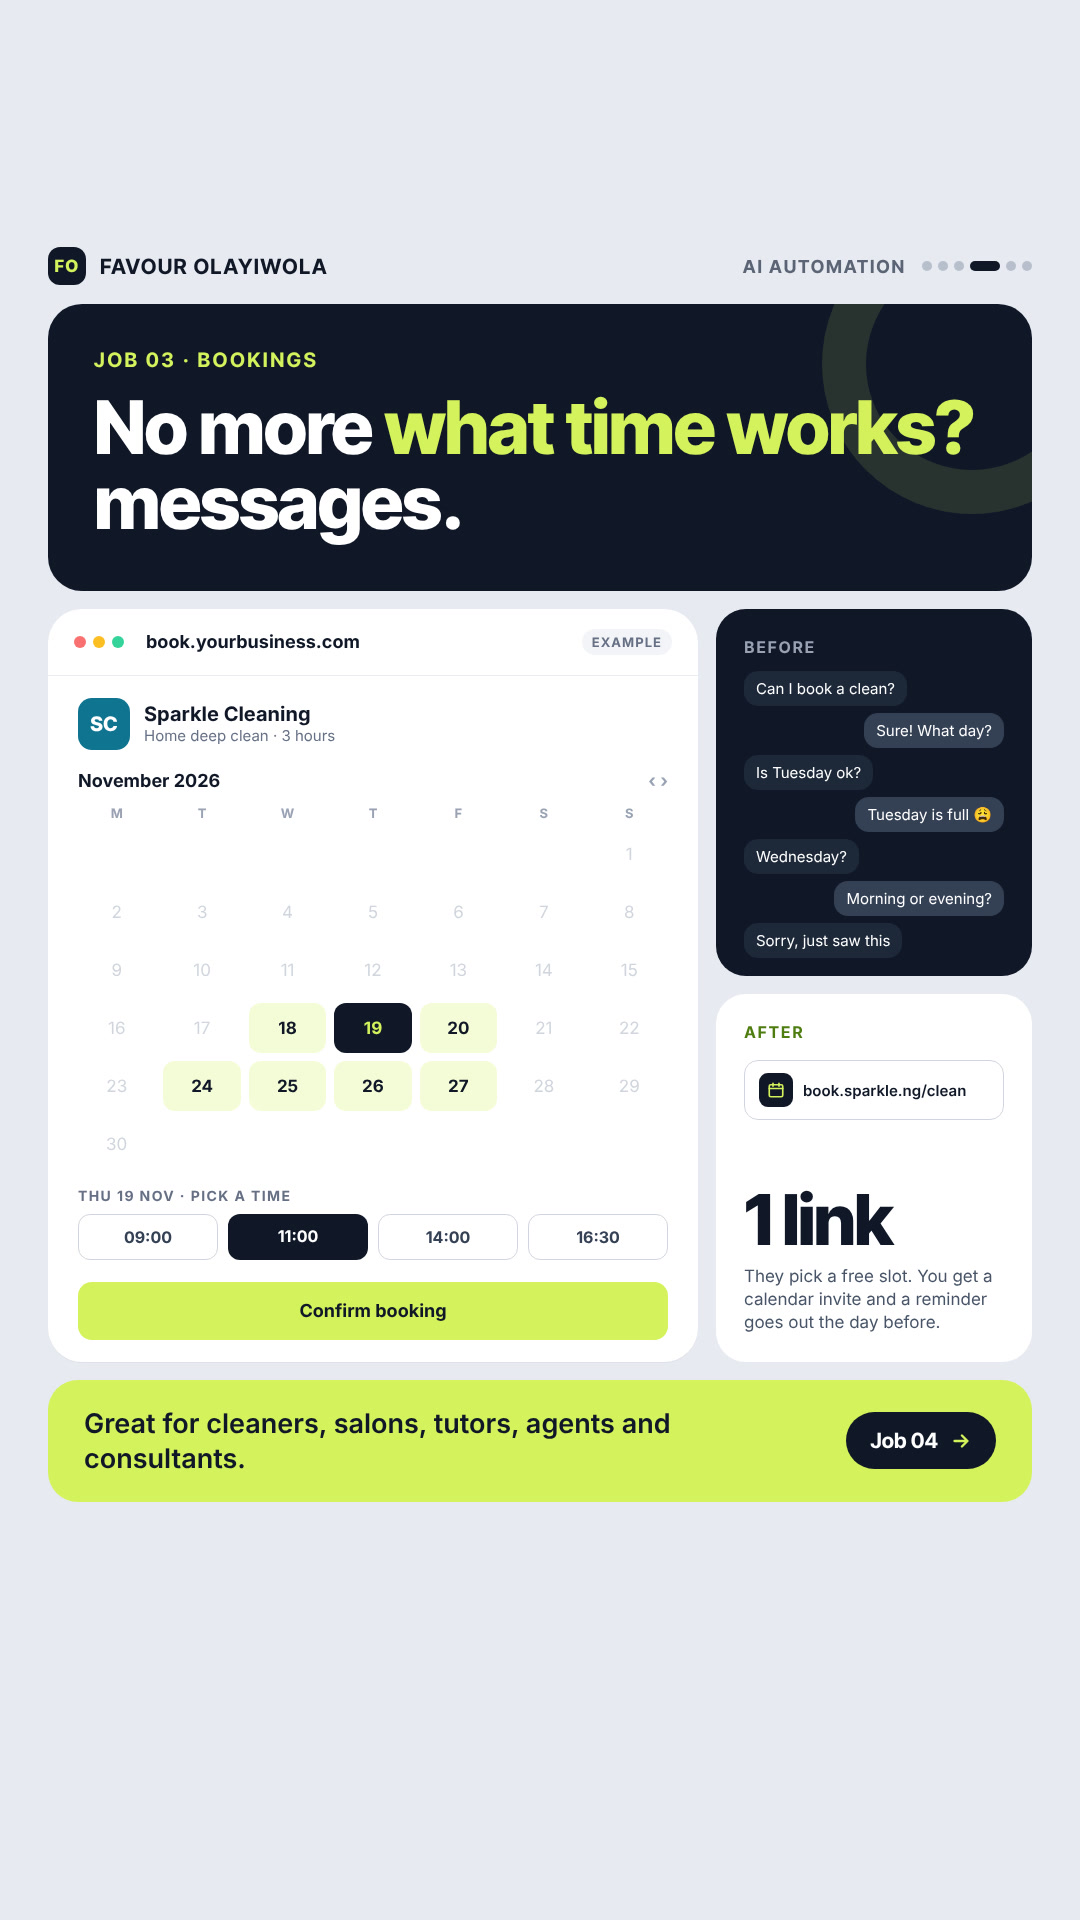 FO FAVOUR OLAYIWOLA
AI AUTOMATION
JOB 03 · BOOKINGS
No more what time works?
messages.
book.yourbusiness.com
EXAMPLE
SC
Sparkle Cleaning
Home deep clean · 3 hours
November 2026
‹ ›
M T W T F S S
1
2 3 4 5 6 7 8
9 10 11 12 13 14 15
16 17 18 19 20 21 22
23 24 25 26 27 28 29
30
THU 19 NOV · PICK A TIME
09:00 11:00 14:00 16:30
Confirm booking
BEFORE
Can I book a clean?
Sure! What day?
Is Tuesday ok?
Tuesday is full 😩
Wednesday?
Morning or evening?
Sorry, just saw this
AFTER
book.sparkle.ng/clean
1 link
They pick a free slot. You get a
calendar invite and a reminder
goes out the day before.
Great for cleaners, salons, tutors, agents and
consultants.
Job 04 →